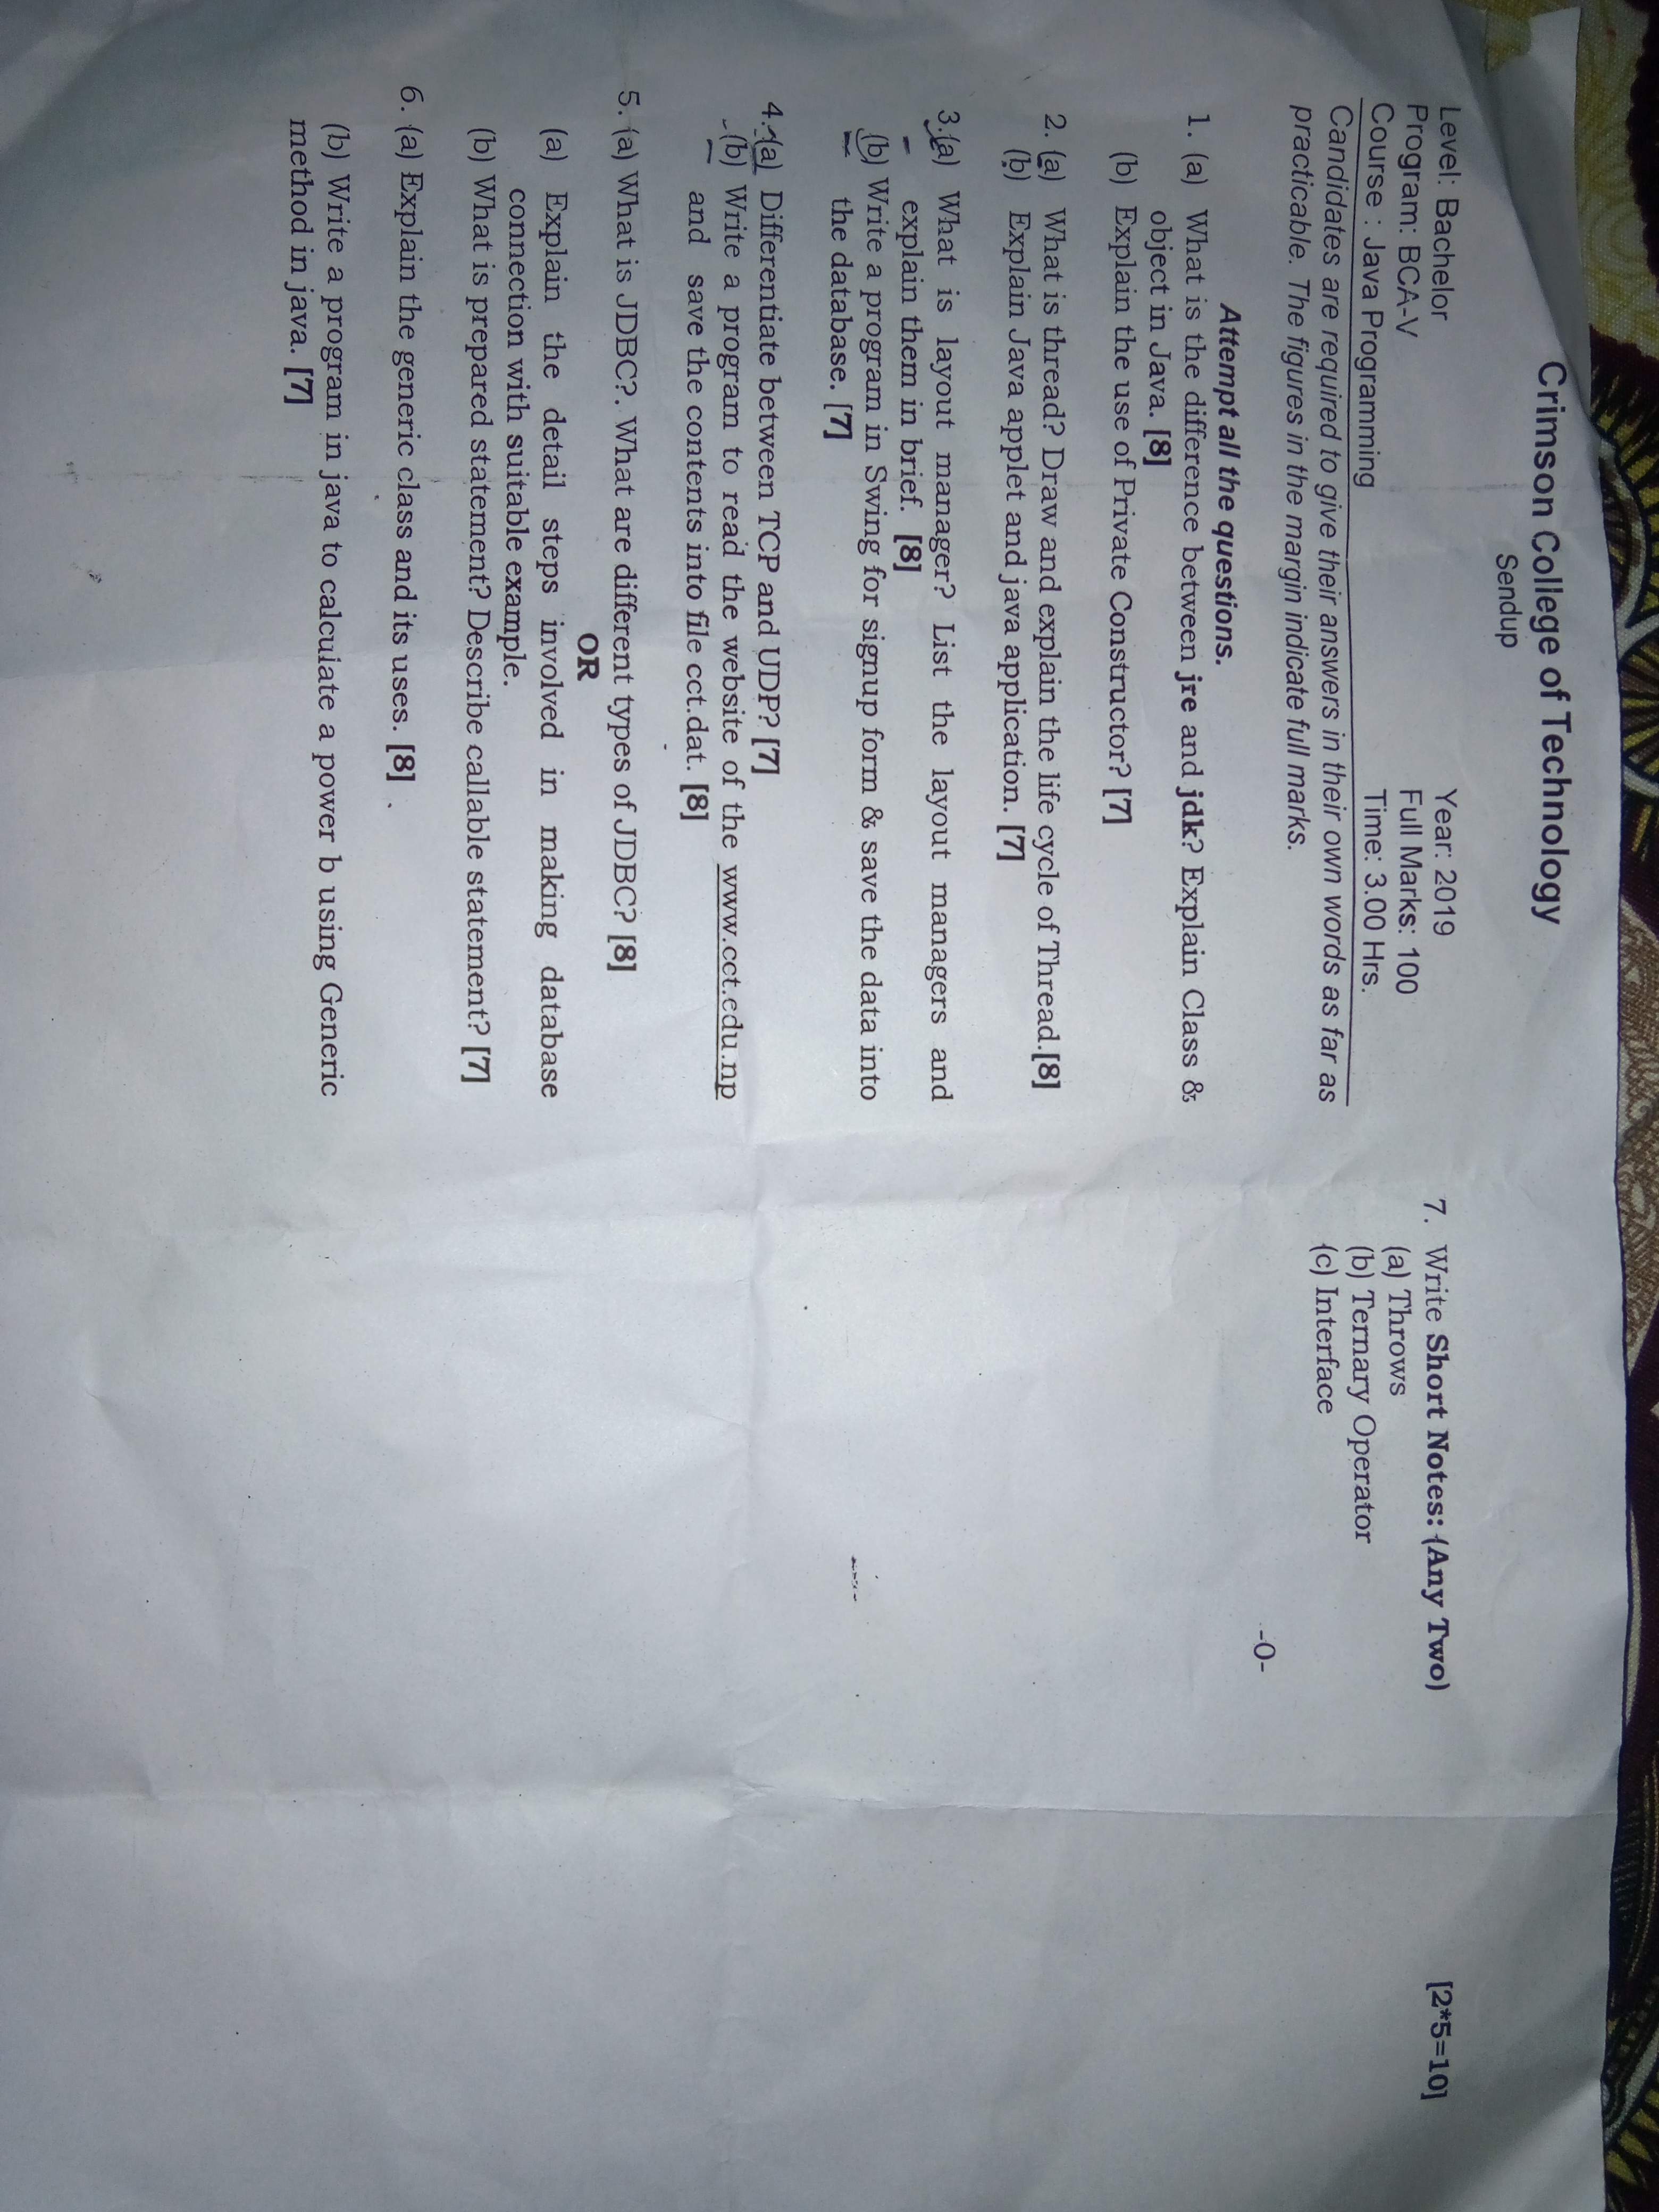 Crimson College of Technology
Sendup
Level: Bachelor
Program: BCA-V
Course : Java Programming
Year: 2019
Full Marks: 100
Time: 3.00 Hrs.
Candidates are required to give their answers in their own words as far as
practicable. The figures in the margin indicate full marks.
Attempt all the questions.
1. (a) What is the difference between jre and jdk? Explain Class &
object in Java. [8]
(b) Explain the use of Private Constructor? [7]
2. (a) What is thread? Draw and explain the life cycle of Thread.[8]
(b) Explain Java applet and java application. [7]
3.(a) What is layout manager? List the layout managers and
explain them in brief. [8]
(b) Write a program in Swing for signup form & save the data into
the database. [7]
4. (a) Differentiate between TCP and UDP? [7]
(b) Write a program to read the website of the www.cct.edu.np
and save the contents into file cct.dat. [8]
5. (a) What is JDBC?. What are different types of JDBC? [8]
OR
(a) Explain the detail steps involved in making database
connection with suitable example.
(b) What is prepared statement? Describe callable statement? [7]
6. (a) Explain the generic class and its uses. [8]
(b) Write a program in java to calculate a power b using Generic
method in java. [7]
7. Write Short Notes: (Any Two) [2*5=10]
(a) Throws
(b) Ternary Operator
(c) Interface
-0-